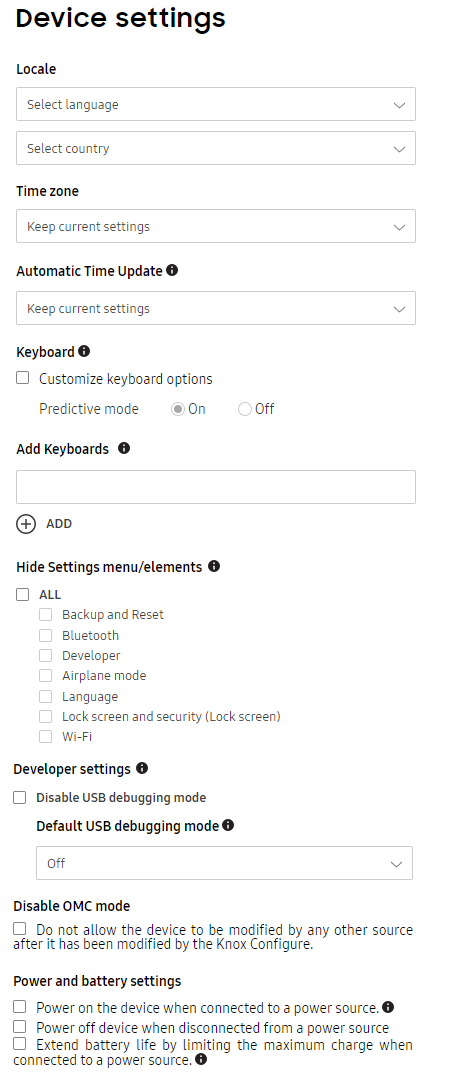 Device settings
Locale
Select language
Select country
Time zone
Keep current settings
Automatic Time Update
Keep current settings
Keyboard
Customize keyboard options
Predictive mode On Off
Add Keyboards
ADD
Hide Settings menu/elements
ALL
Backup and Reset
Bluetooth
Developer
Airplane mode
Language
Lock screen and security (Lock screen)
Wi-Fi
Developer settings
Disable USB debugging mode
Default USB debugging mode
Off
Disable OMC mode
Do not allow the device to be modified by any other source
after it has been modified by the Knox Configure.
Power and battery settings
Power on the device when connected to a power source.
Power off device when disconnected from a power source
Extend battery life by limiting the maximum charge when
connected to a power source.